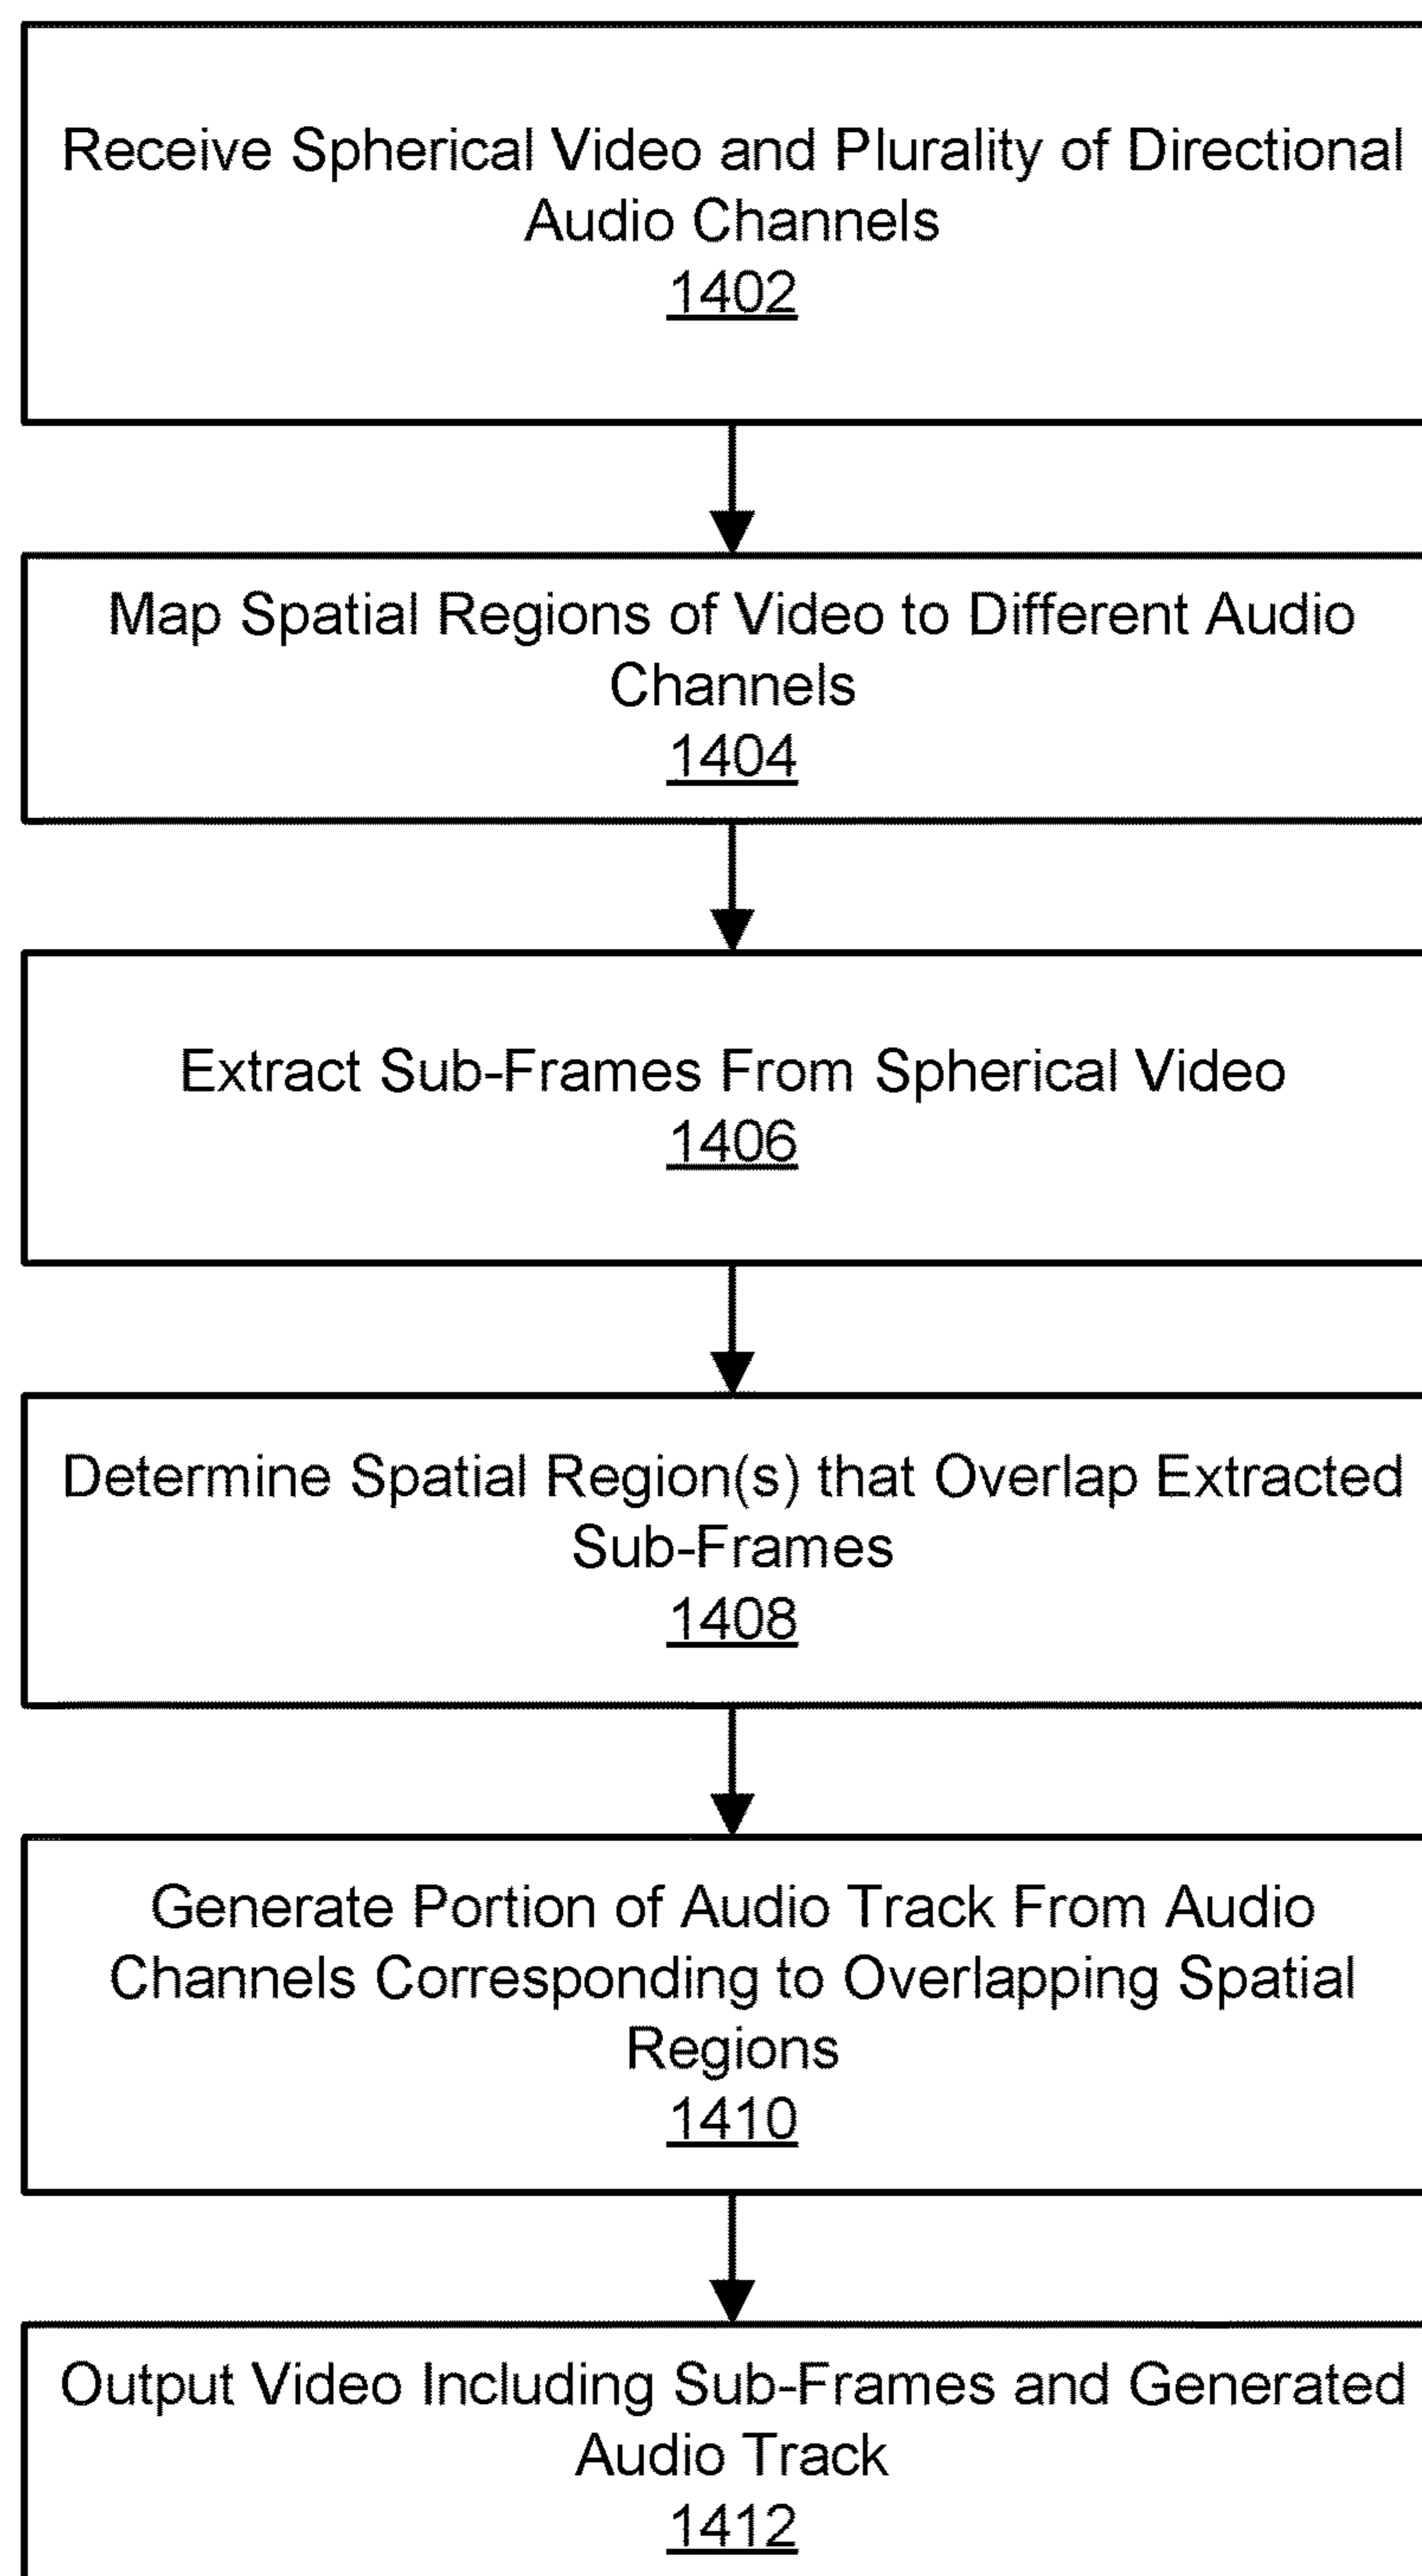 Receive Spherical Video and Plurality of Directional
Audio Channels
1402
Map Spatial Regions of Video to Different Audio
Channels
1404
Extract Sub-Frames From Spherical Video
1406
Determine Spatial Region(s) that Overlap Extracted
Sub-Frames
1408
Generate Portion of Audio Track From Audio
Channels Corresponding to Overlapping Spatial
Regions
1410
Output Video Including Sub-Frames and Generated
Audio Track
1412